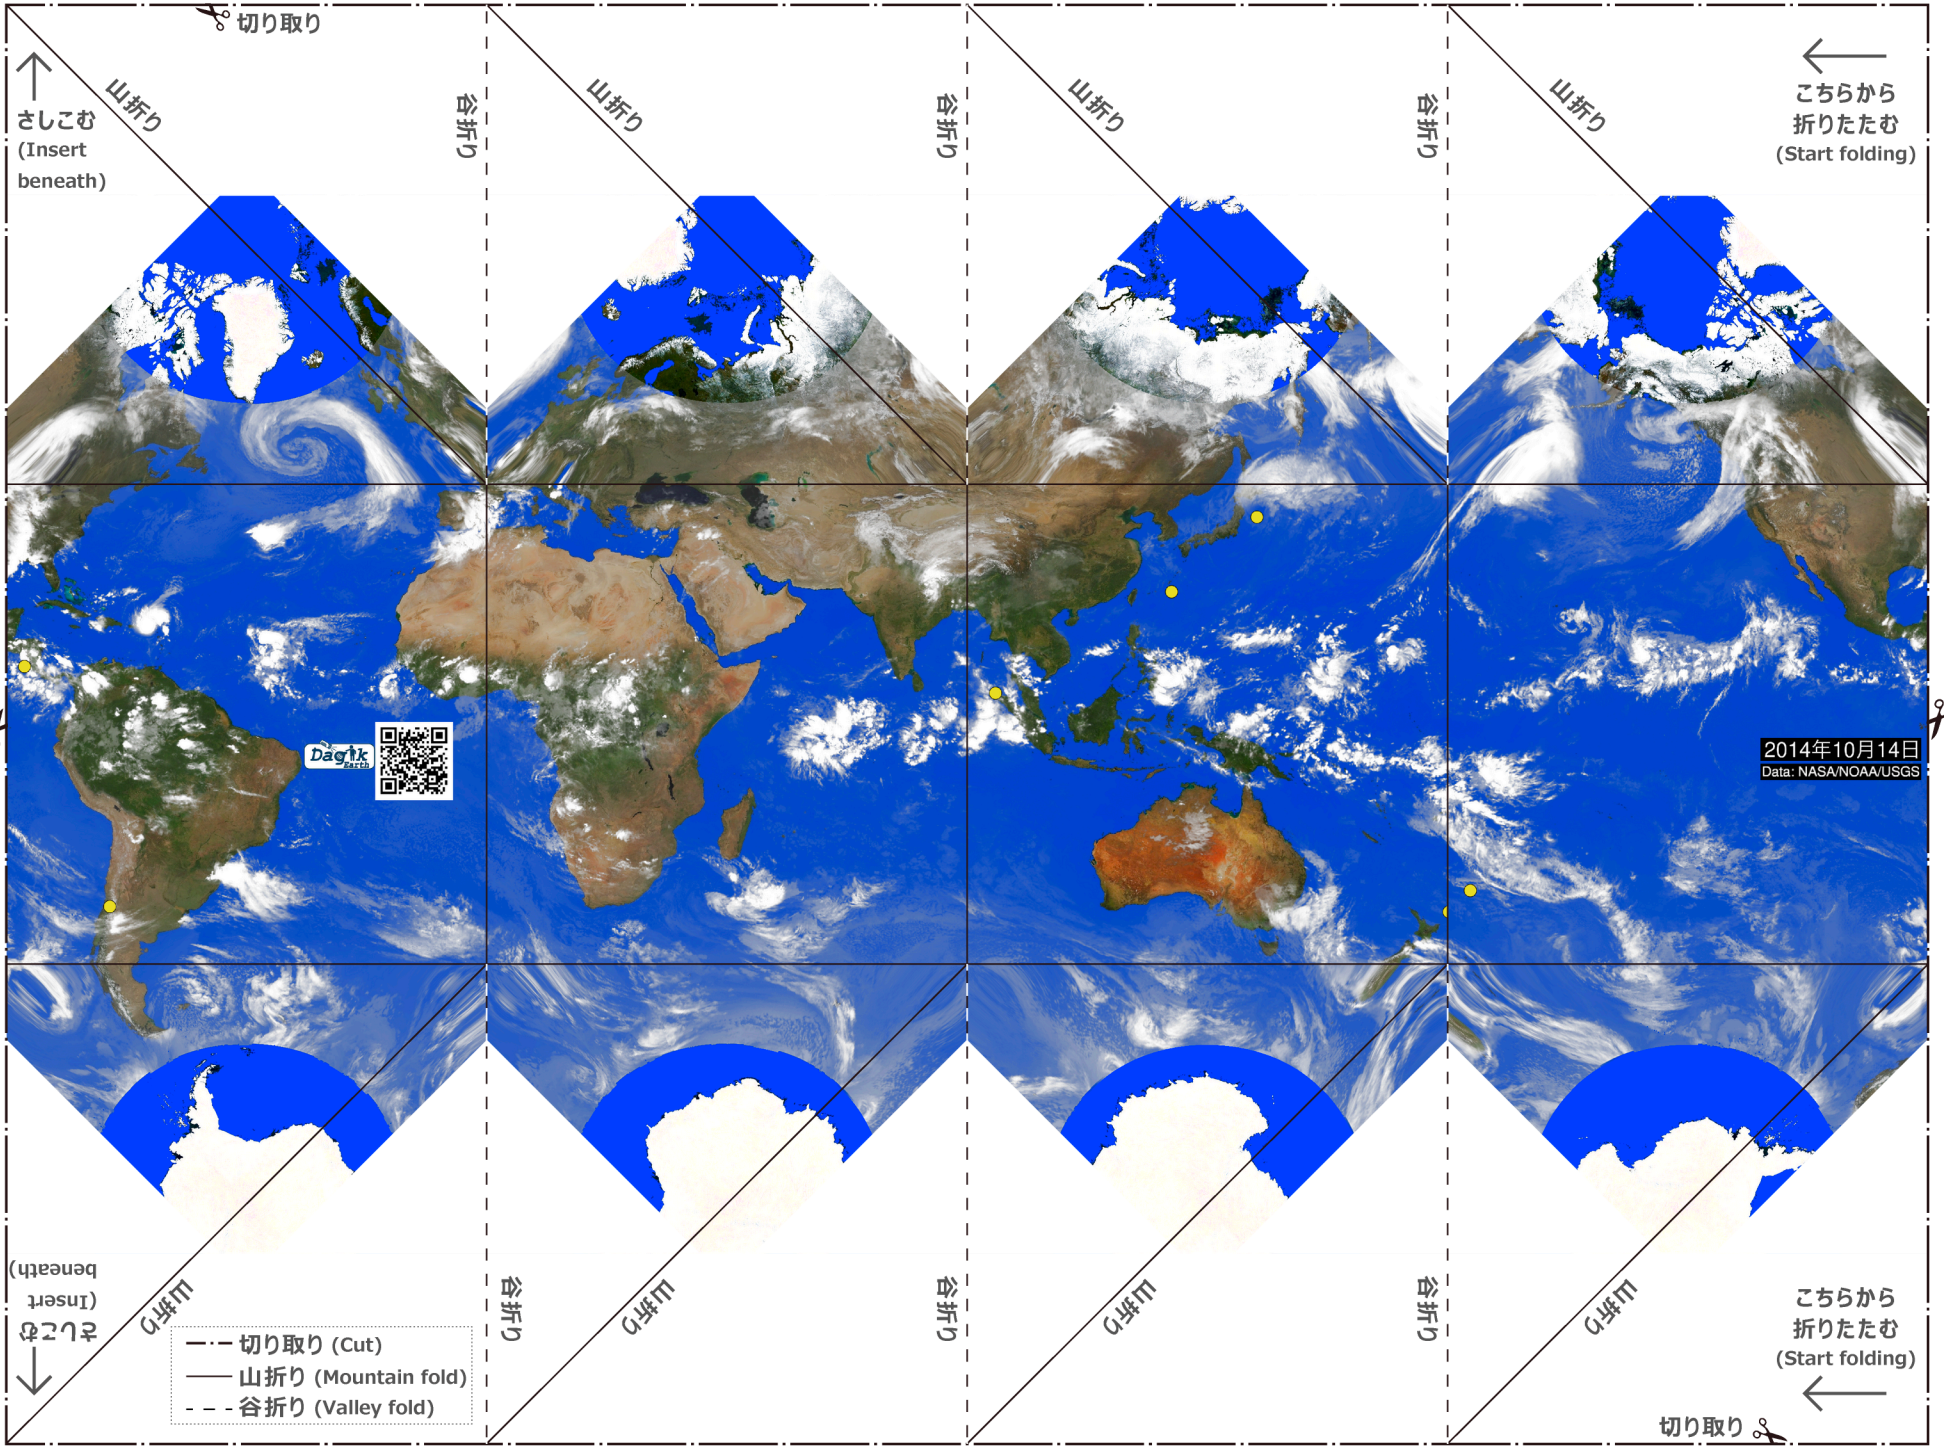 切り取り
山折り
山折り
山折り
山折り
谷折り
谷折り
谷折り
さしこむ
(Insert
beneath)
こちらから
折りたたむ
(Start folding)
Dagik
Earth
2014年10月14日
Data: NASA/NOAA/USGS
さしこむ
(Insert
beneath)
山折り
山折り
山折り
山折り
谷折り
谷折り
谷折り
切り取り (Cut)
山折り (Mountain fold)
谷折り (Valley fold)
こちらから
折りたたむ
(Start folding)
切り取り